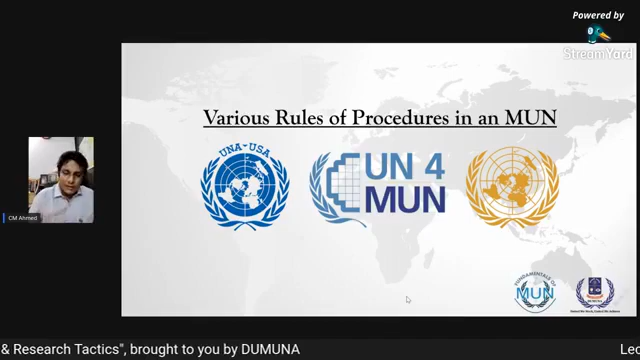 Powered by
StreamYard
Various Rules of Procedures in an MUN
UNA-USA
UN 4
MUN
CM Ahmed
FUNDAMENTALS OF
MUN
DUMUNA
& Research Tactics", brought to you by DUMUNA
Lec